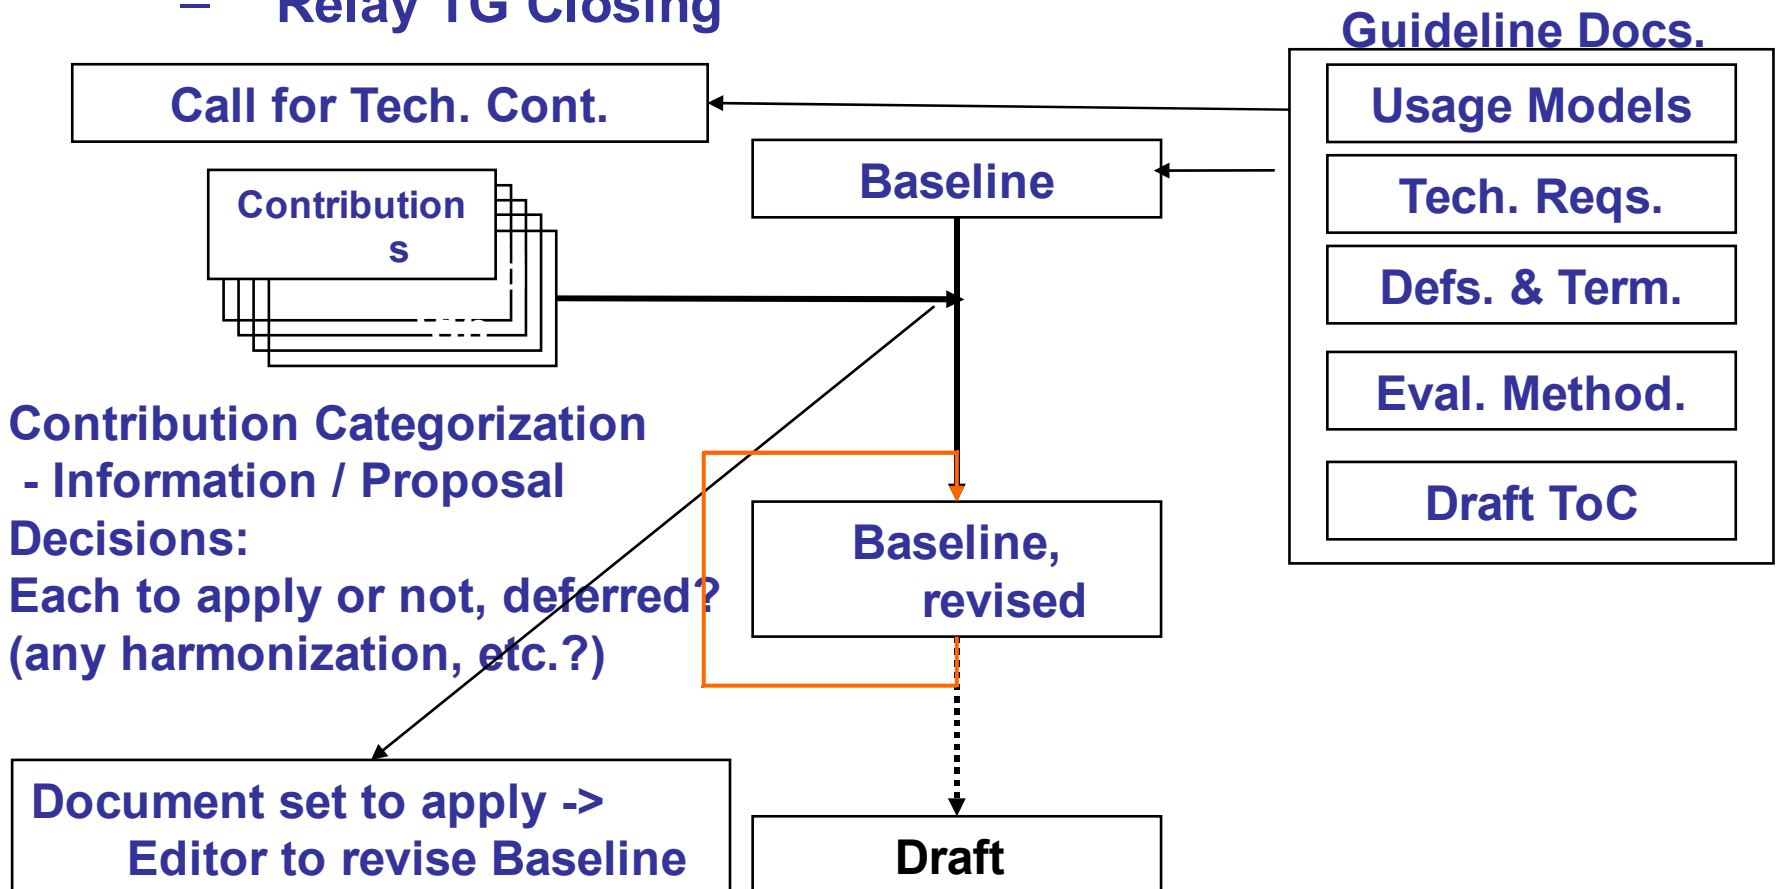 – Relay TG Closing
Guideline Docs.
Call for Tech. Cont.
Usage Models
Baseline
Tech. Reqs.
Contribution
s
Defs. & Term.
Eval. Method.
Draft ToC
Contribution Categorization
- Information / Proposal
Decisions:
Each to apply or not, deferred?
(any harmonization, etc.?)
Baseline,
revised
Document set to apply ->
Editor to revise Baseline
Draft